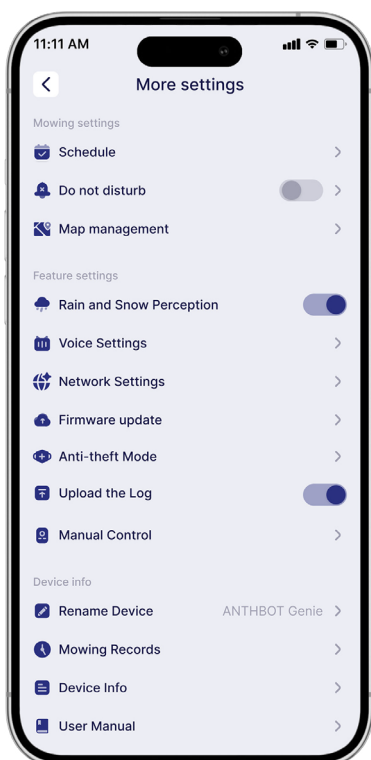 11:11 AM
More settings
Mowing settings
Schedule
Do not disturb
Map management
Feature settings
Rain and Snow Perception
Voice Settings
Network Settings
Firmware update
Anti-theft Mode
Upload the Log
Manual Control
Device info
Rename Device ANTHBOT Genie
Mowing Records
Device Info
User Manual